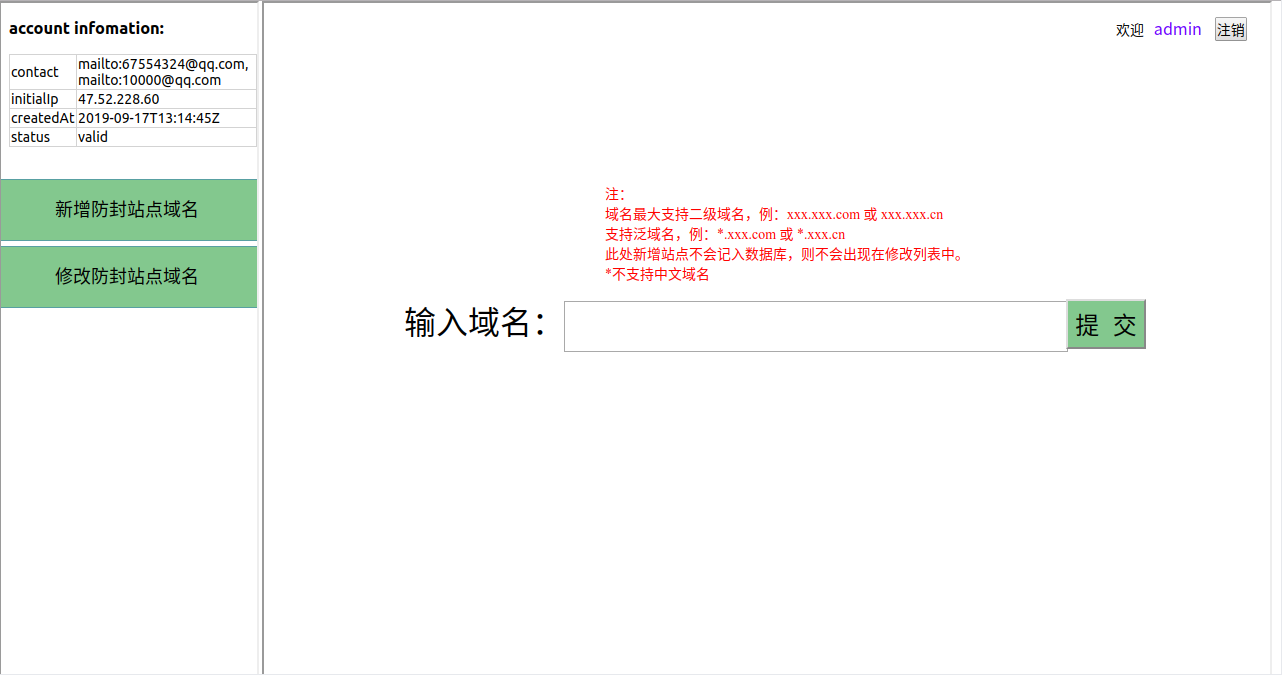 account infomation:
contact mailto:67554324@qq.com,
mailto:10000@qq.com
initialIp 47.52.228.60
createdAt 2019-09-17T13:14:45Z
status valid
新增防封站点域名
修改防封站点域名
欢迎 admin 注销
注：
域名最大支持二级域名，例：xxx.xxx.com 或 xxx.xxx.cn
支持泛域名，例：*.xxx.com 或 *.xxx.cn
此处新增站点不会记入数据库，则不会出现在修改列表中。
*不支持中文域名
输入域名：
提 交